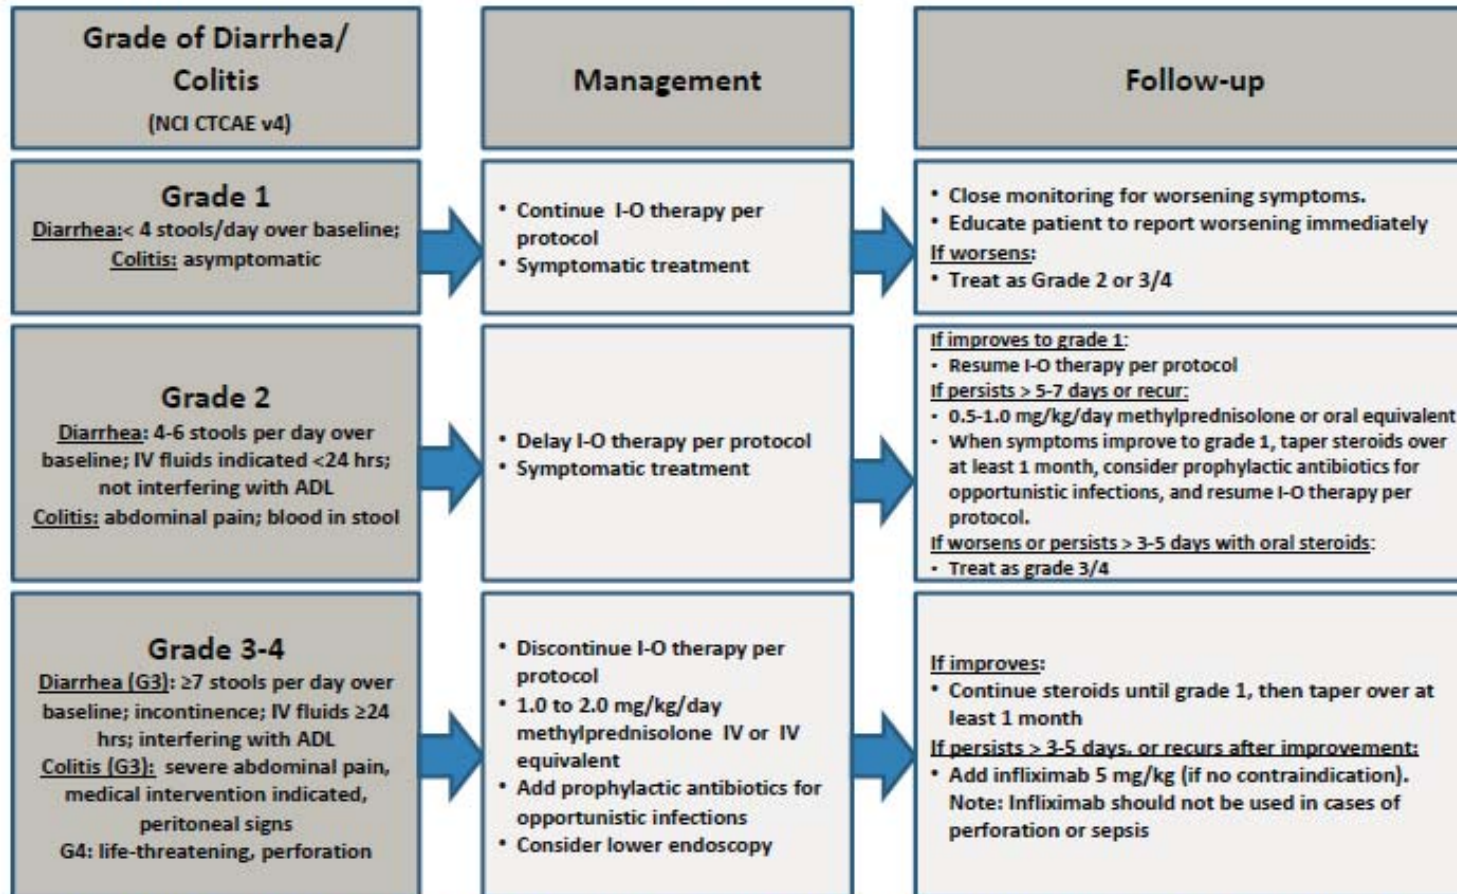 Grade of Diarrhea/
Colitis
(NCI CTCAE v4)
Management
Follow-up
Grade 1
Diarrhea:< 4 stools/day over baseline;
Colitis: asymptomatic
• Continue I-O therapy per
protocol
• Symptomatic treatment
• Close monitoring for worsening symptoms.
• Educate patient to report worsening immediately
If worsens:
• Treat as Grade 2 or 3/4
Grade 2
Diarrhea: 4-6 stools per day over
baseline; IV fluids indicated <24 hrs;
not interfering with ADL
Colitis: abdominal pain; blood in stool
• Delay I-O therapy per protocol
• Symptomatic treatment
If improves to grade 1:
• Resume I-O therapy per protocol
If persists > 5-7 days or recur:
• 0.5-1.0 mg/kg/day methylprednisolone or oral equivalent
• When symptoms improve to grade 1, taper steroids over
at least 1 month, consider prophylactic antibiotics for
opportunistic infections, and resume I-O therapy per
protocol.
If worsens or persists > 3-5 days with oral steroids:
• Treat as grade 3/4
Grade 3-4
Diarrhea (G3): ≥7 stools per day over
baseline; incontinence; IV fluids ≥24
hrs; interfering with ADL
Colitis (G3): severe abdominal pain,
medical intervention indicated,
peritoneal signs
G4: life-threatening, perforation
• Discontinue I-O therapy per
protocol
• 1.0 to 2.0 mg/kg/day
methylprednisolone IV or IV
equivalent
• Add prophylactic antibiotics for
opportunistic infections
• Consider lower endoscopy
If improves:
• Continue steroids until grade 1, then taper over at
least 1 month
If persists > 3-5 days, or recurs after improvement:
• Add infliximab 5 mg/kg (if no contraindication).
Note: Infliximab should not be used in cases of
perforation or sepsis